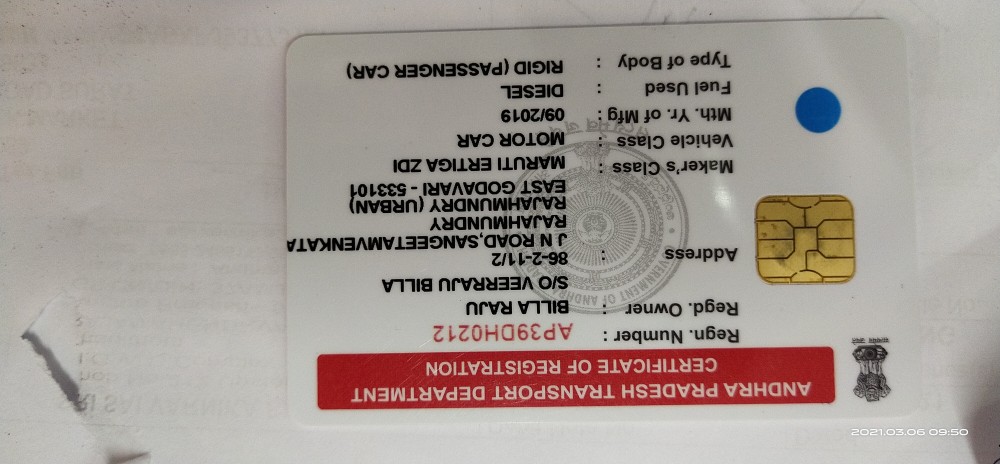 ANDHRA PRADESH TRANSPORT DEPARTMENT
CERTIFICATE OF REGISTRATION
Regn. Number : AP39DH0212
Regd. Owner : BILLA RAJU
S/O VEERRAJU BILLA
Address : 86-2-11/2
J N ROAD,SANGEETAMVENKATA
RAJAHMUNDRY
RAJAHMUNDRY (URBAN)
EAST GODAVARI - 533101
Maker's Class : MARUTI ERTIGA ZDI
Vehicle Class : MOTOR CAR
Mth. Yr. of Mfg : 09/2019
Fuel Used : DIESEL
Type of Body : RIGID (PASSENGER CAR)
2021.03.06 09:50